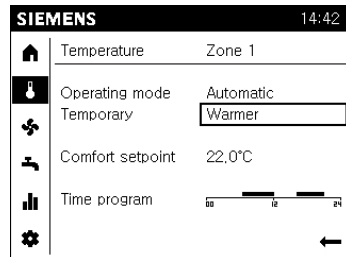 SIEMENS 14:42
Temperature Zone 1
Operating mode Automatic
Temporary Warmer
Comfort setpoint 22,0°C
Time program
00 12 24